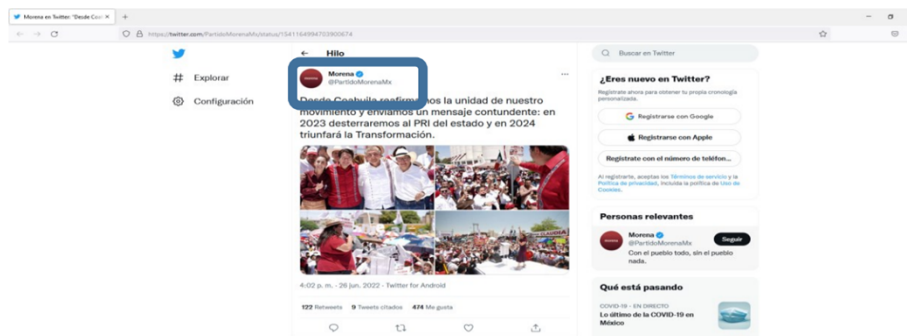 Morena en Twitter: "Desde Coa
https://twitter.com/PartidoMorenaMx/status/1541164994703900674
Explorar
Configuración
Hilo
Morena
@PartidoMorenaMx
Desde Coahuila reafirmamos la unidad de nuestro
movimiento y enviamos un mensaje contundente: en
2023 desterraremos al PRI del estado y en 2024
triunfará la Transformación.
4:02 p. m. · 26 jun. 2022 · Twitter for Android
122 Retweets 9 Tweets citados 474 Me gusta
Buscar en Twitter
¿Eres nuevo en Twitter?
Regístrate ahora para obtener tu propia cronología
personalizada.
Registrarse con Google
Registrarse con Apple
Regístrate con el número de teléfon...
Al registrarte, aceptas los Términos de servicio y la
Política de privacidad, incluida la política de Uso de
Cookies.
Personas relevantes
Morena
@PartidoMorenaMx
Seguir
Con el pueblo todo, sin el pueblo
nada.
Qué está pasando
COVID-19 · EN DIRECTO
Lo último de la COVID-19 en
México